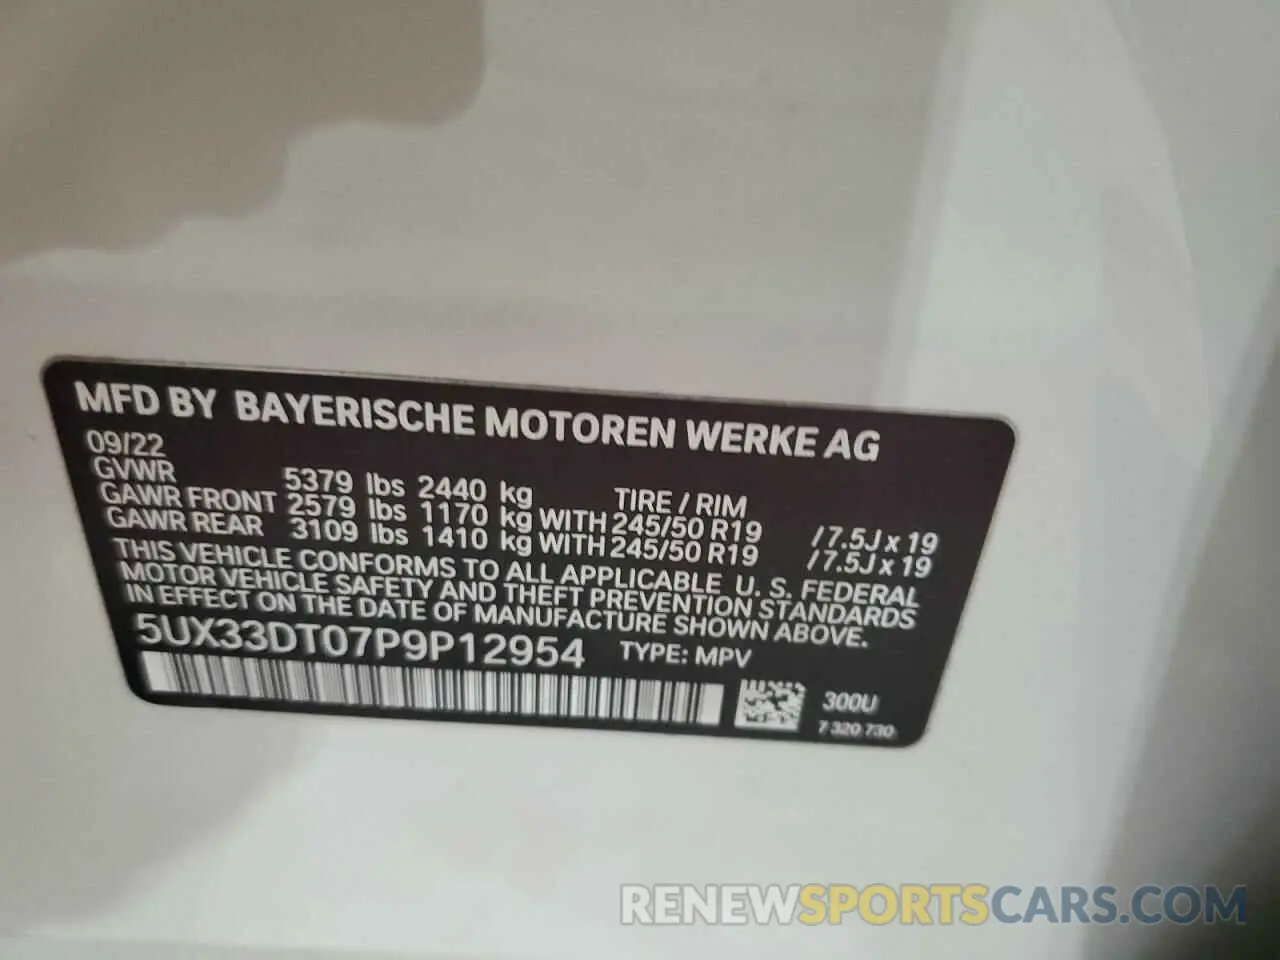 MFD BY BAYERISCHE MOTOREN WERKE AG
09/22
GVWR 5379 lbs 2440 kg TIRE / RIM
GAWR FRONT 2579 lbs 1170 kg WITH 245/50 R19 /7.5J x 19
GAWR REAR 3109 lbs 1410 kg WITH 245/50 R19 /7.5J x 19
THIS VEHICLE CONFORMS TO ALL APPLICABLE U. S. FEDERAL
MOTOR VEHICLE SAFETY AND THEFT PREVENTION STANDARDS
IN EFFECT ON THE DATE OF MANUFACTURE SHOWN ABOVE.
5UX33DT07P9P12954 TYPE: MPV
300U
7 320 730
RENEWSPORTSCARS.COM